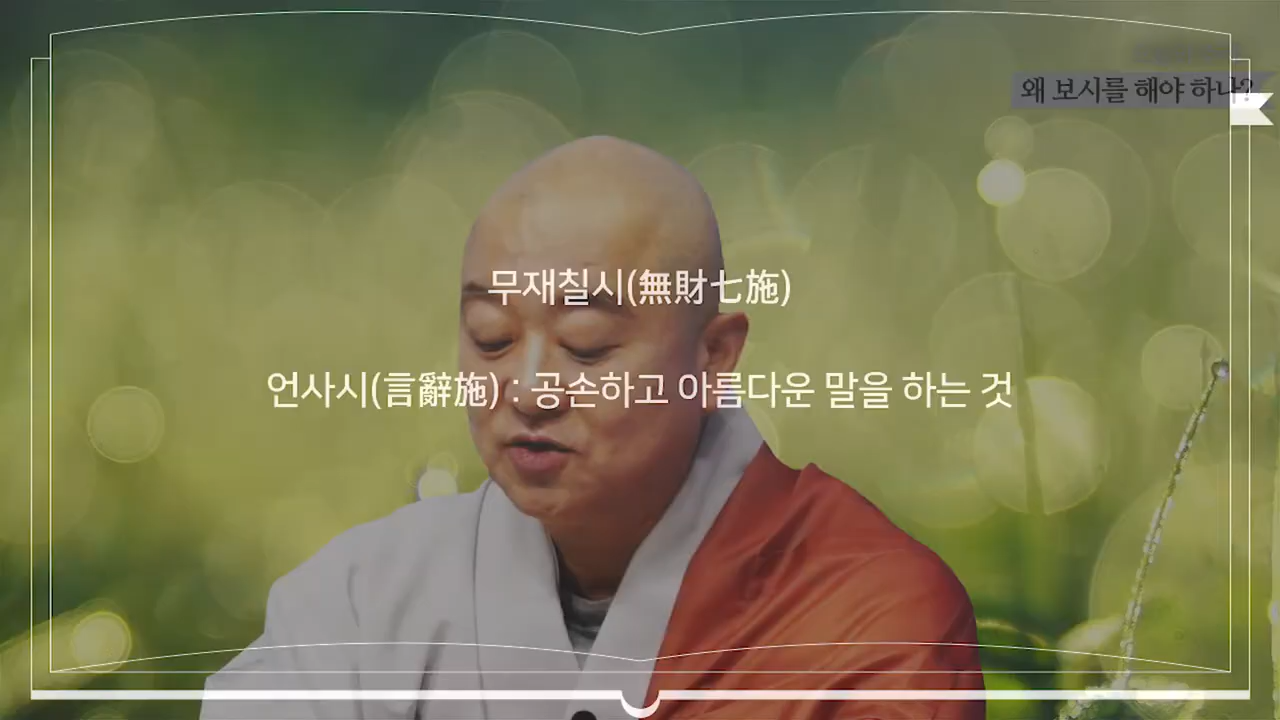 왜 보시를 해야 하나?
무재칠시(無財七施)
언사시(言辭施) : 공손하고 아름다운 말을 하는 것